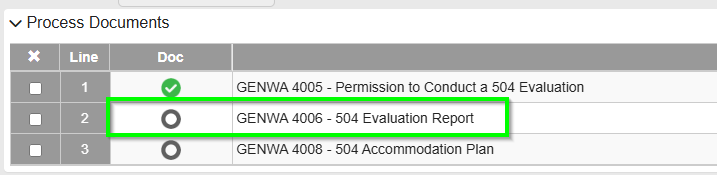 Process Documents
Line Doc
1 GENWA 4005 - Permission to Conduct a 504 Evaluation
2 GENWA 4006 - 504 Evaluation Report
3 GENWA 4008 - 504 Accommodation Plan